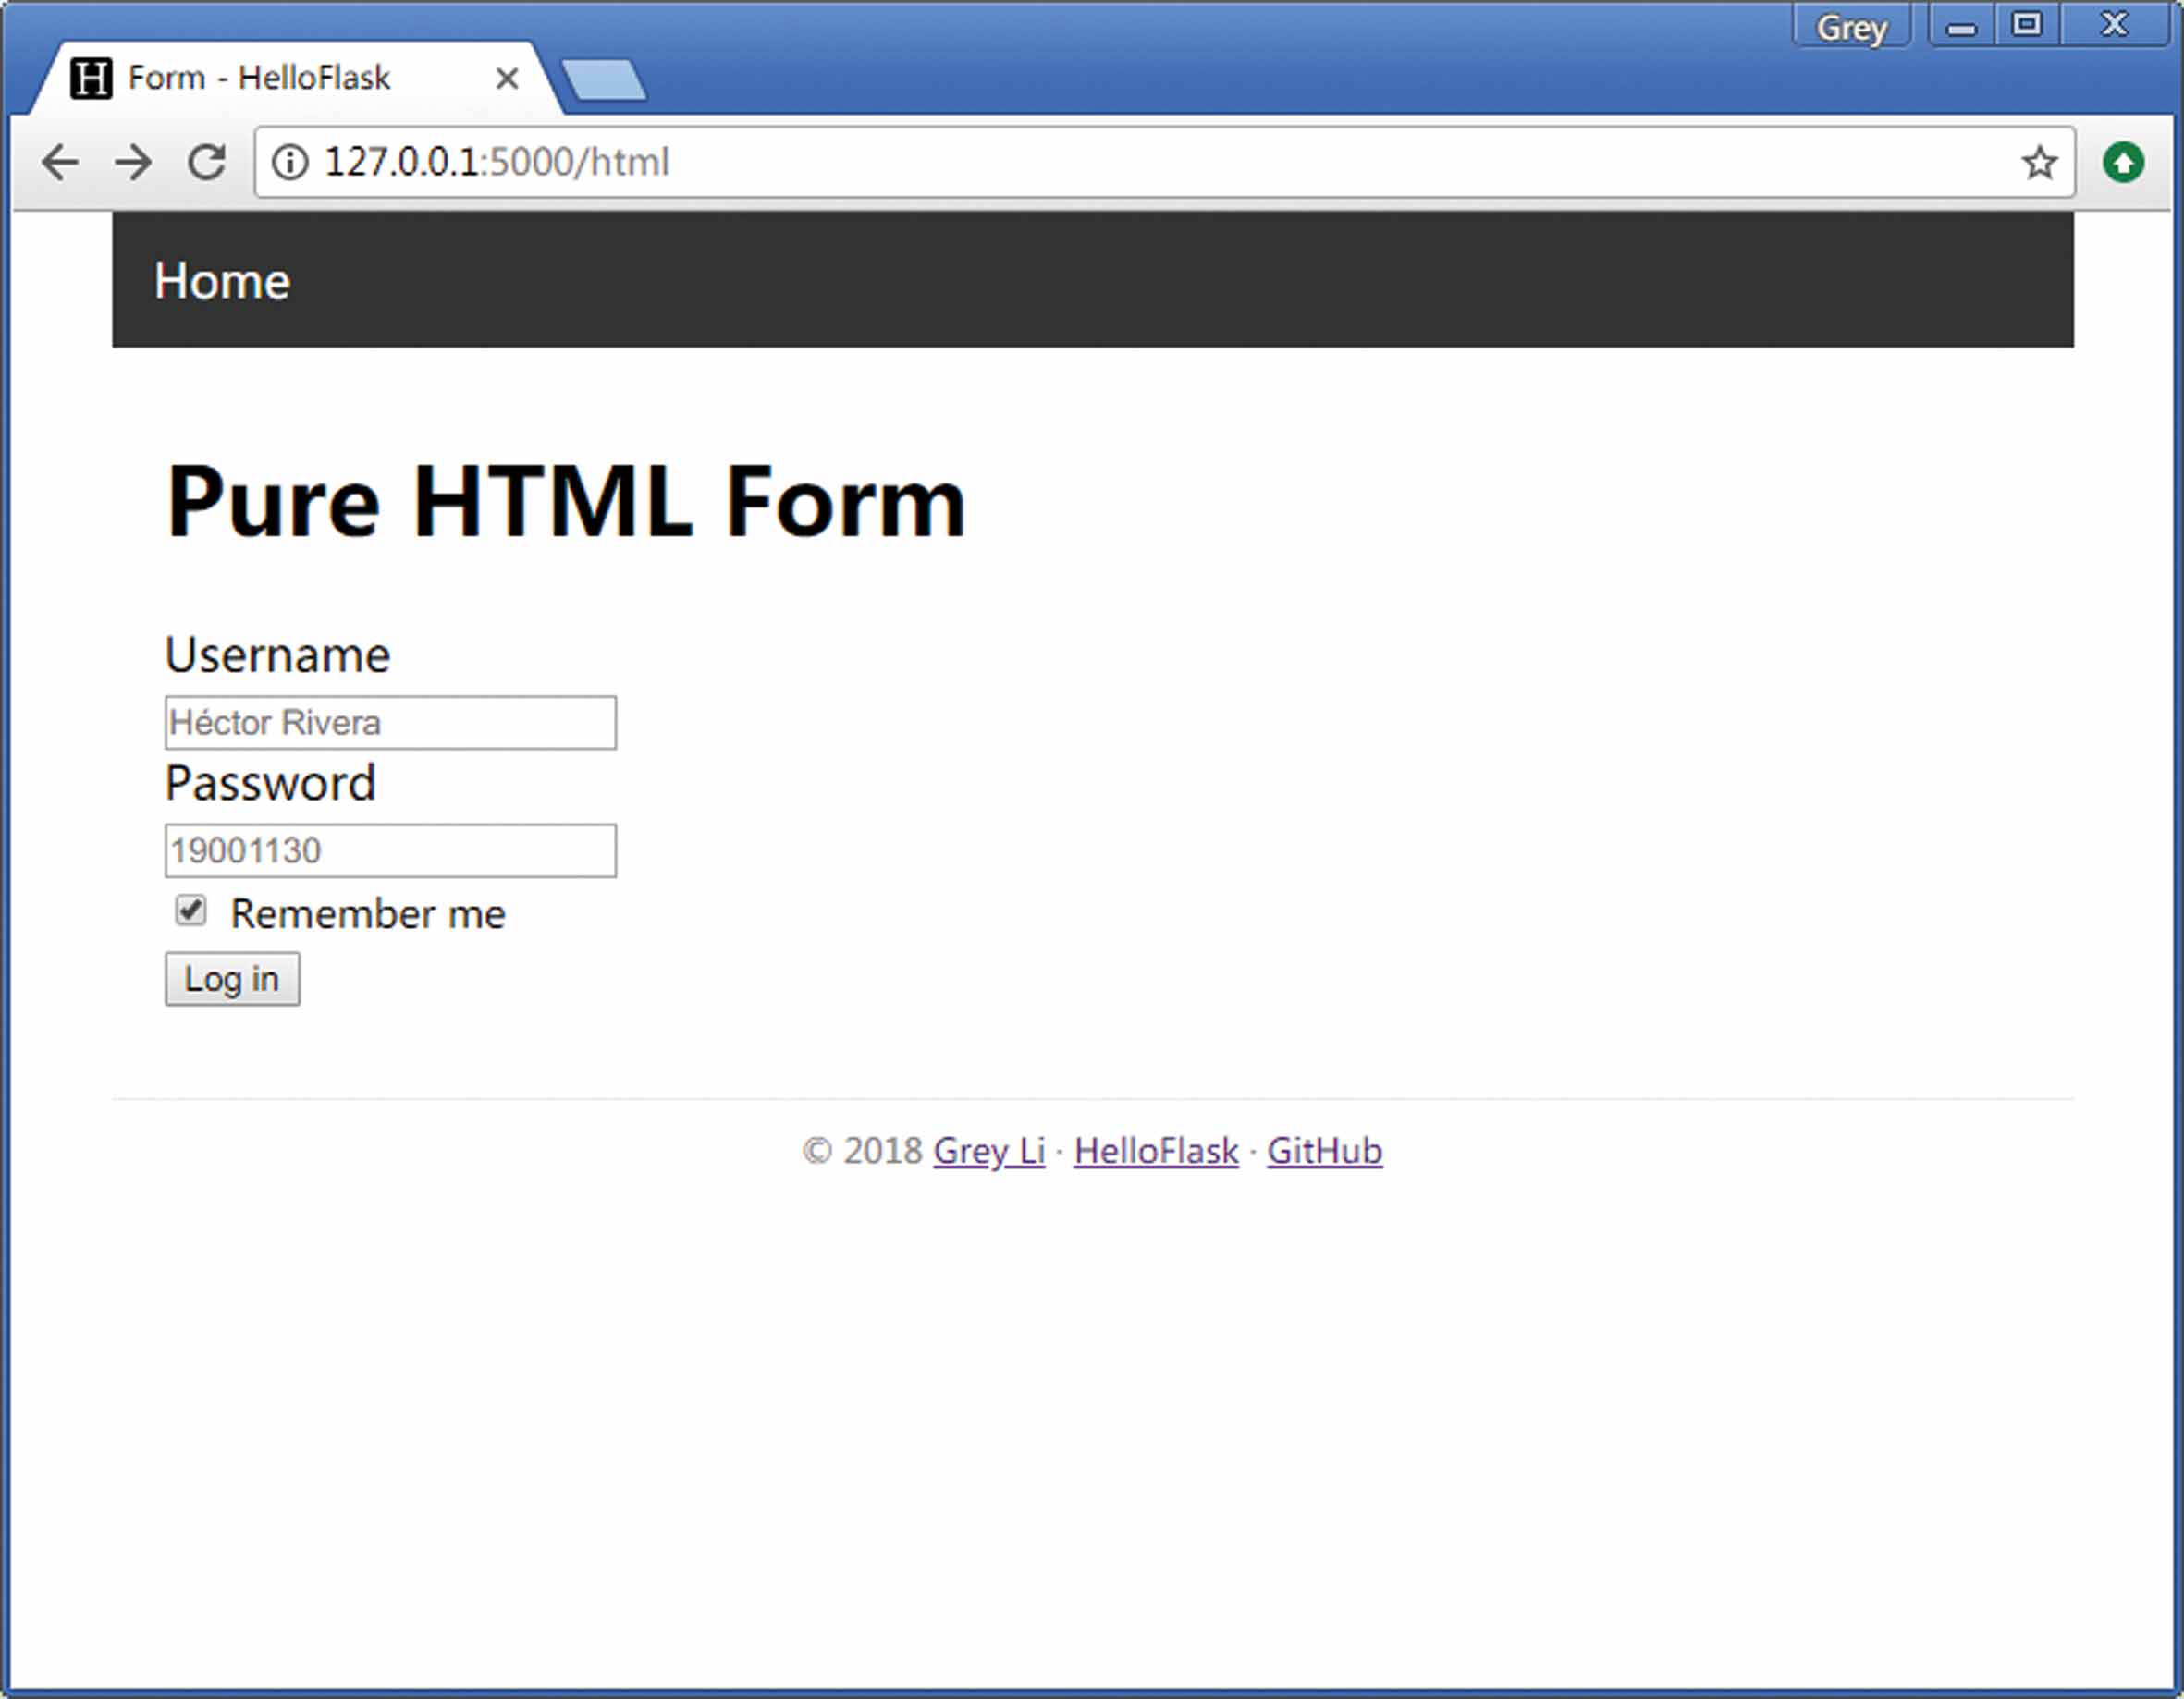 Grey
H Form - HelloFlask
127.0.0.1:5000/html
Home
Pure HTML Form
Username
Héctor Rivera
Password
19001130
Remember me
Log in
© 2018 Grey Li · HelloFlask · GitHub